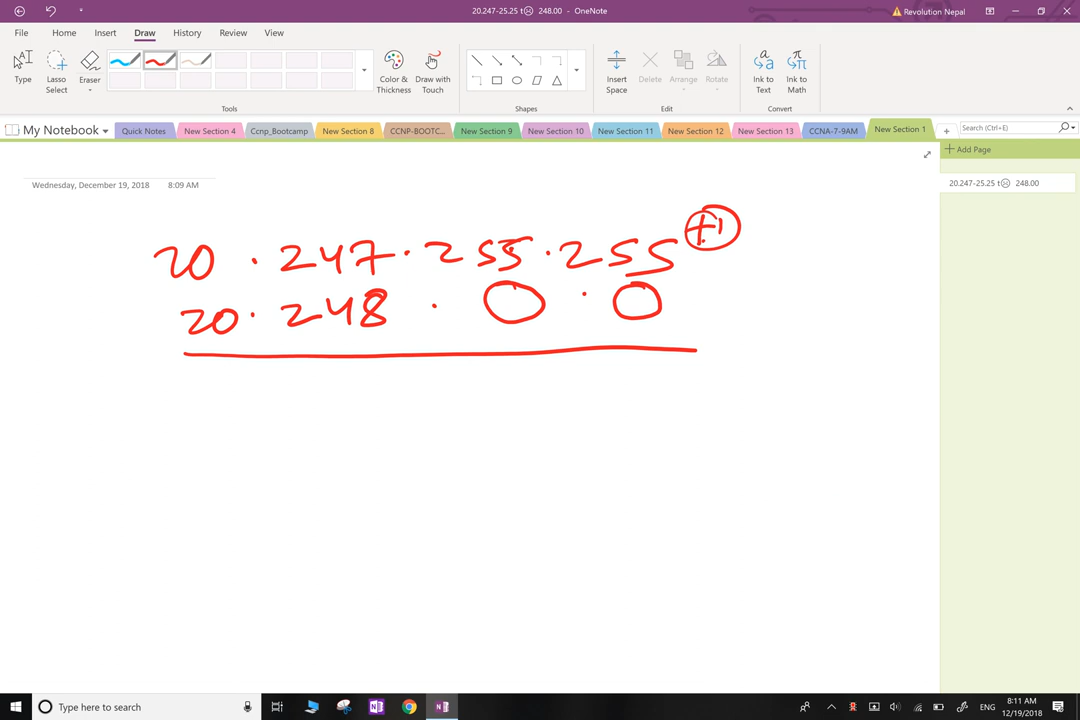 20.247-25.25 t☹ 248.00 - OneNote
Revolution Nepal
File Home Insert Draw History Review View
Type
Lasso Select
Eraser
Color & Thickness
Draw with Touch
Insert Space
Delete
Arrange
Rotate
Ink to Text
Ink to Math
Tools
Shapes
Edit
Convert
My Notebook
Quick Notes
New Section 4
Ccnp_Bootcamp
New Section 8
CCNP-BOOTC...
New Section 9
New Section 10
New Section 11
New Section 12
New Section 13
CCNA-7-9AM
New Section 1
Search (Ctrl+E)
Add Page
Wednesday, December 19, 2018 8:09 AM
20.247-25.25 t☹ 248.00
20 . 247 . 255 . 255 +1
20 . 248 . 0 . 0
Type here to search
ENG
8:11 AM
12/19/2018